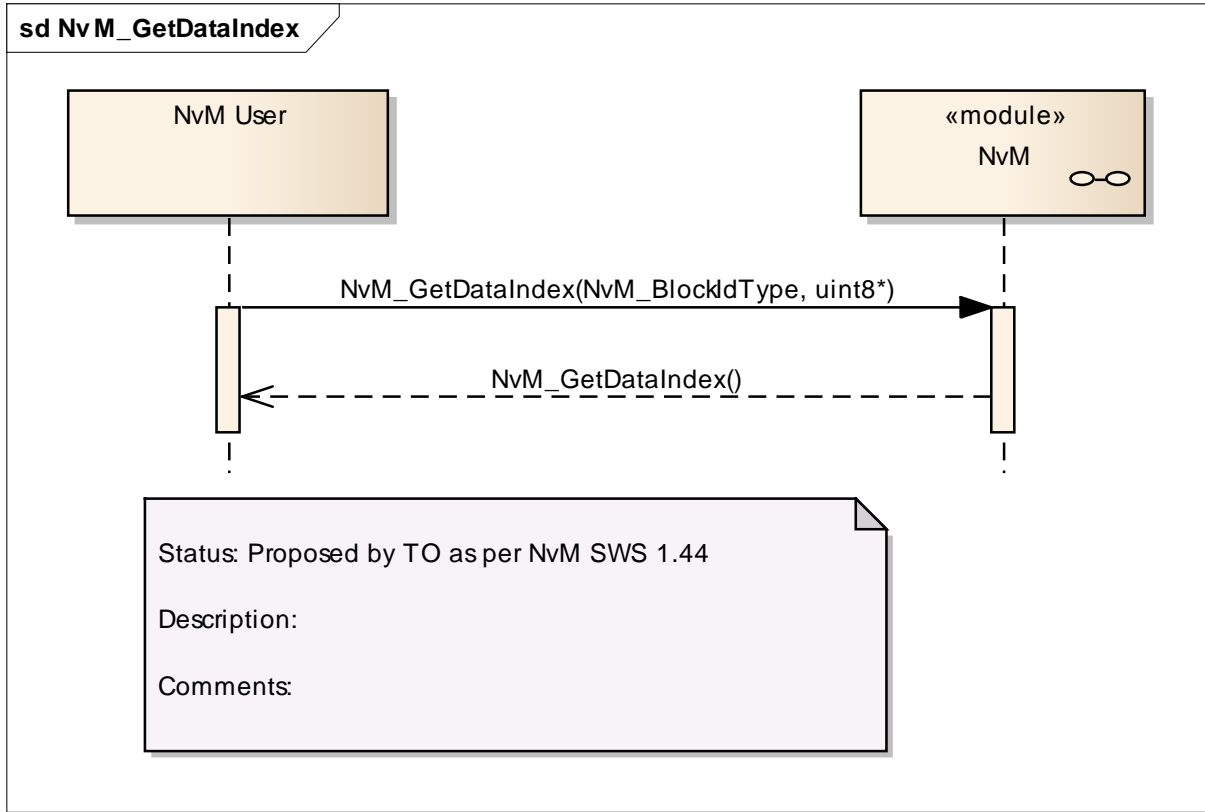 sd NvM_GetDataIndex
NvM User
«module»
NvM
NvM_GetDataIndex(NvM_BlockIdType, uint8*)
NvM_GetDataIndex()
Status: Proposed by TO as per NvM SWS 1.44
Description:
Comments: